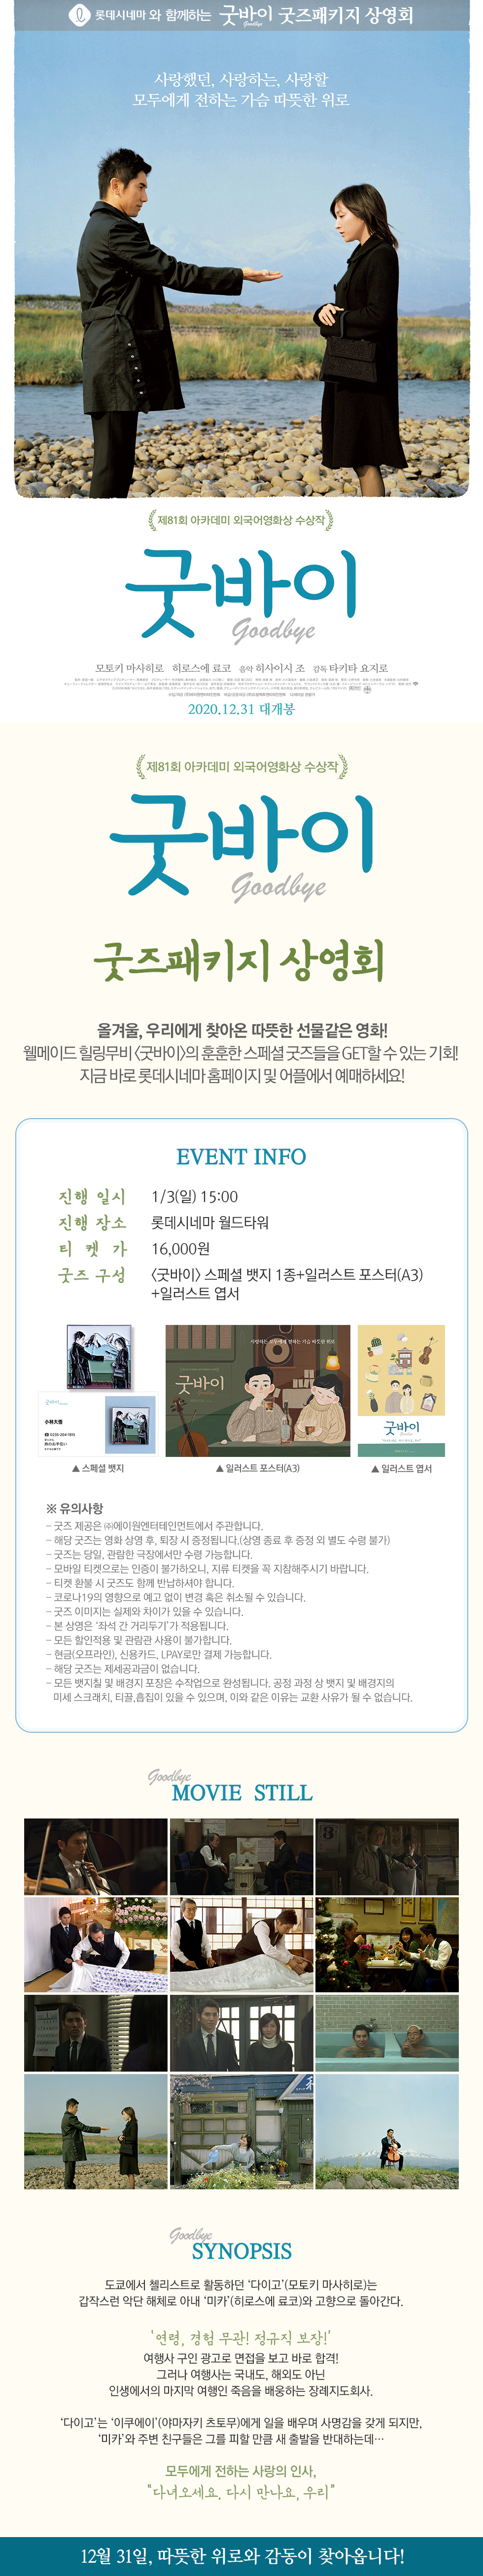 롯데시네마 와 함께하는 굿바이 굿즈패키지 상영회
Goodbye
사랑했던, 사랑하는, 사랑할
모두에게 전하는 가슴 따뜻한 위로
제81회 아카데미 외국어영화상 수상작
굿바이
Goodbye
모토키 마사히로 히로스에 료코 음악 히사이시 조 감독 타키타 요지로
2020.12.31 대개봉
제81회 아카데미 외국어영화상 수상작
굿바이
Goodbye
굿즈패키지 상영회
올겨울, 우리에게 찾아온 따뜻한 선물같은 영화!
웰메이드 힐링무비 <굿바이>의 훈훈한 스페셜 굿즈들을 GET할 수 있는 기회!
지금 바로 롯데시네마 홈페이지 및 어플에서 예매하세요!
EVENT INFO
진행 일시 1/3(일) 15:00
진행 장소 롯데시네마 월드타워
티 켓 가 16,000원
굿즈 구성 <굿바이> 스페셜 뱃지 1종+일러스트 포스터(A3)
+일러스트 엽서
사랑하는 모두에게 전하는 가슴 따뜻한 위로
굿바이
굿바이
小林大悟
굿바이
▲ 스페셜 뱃지
▲ 일러스트 포스터(A3)
▲ 일러스트 엽서
※ 유의사항
- 굿즈 제공은 ㈜에이원엔터테인먼트에서 주관합니다.
- 해당 굿즈는 영화 상영 후, 퇴장 시 증정됩니다.(상영 종료 후 증정 외 별도 수령 불가)
- 굿즈는 당일, 관람한 극장에서만 수령 가능합니다.
- 모바일 티켓으로는 인증이 불가하오니, 지류 티켓을 꼭 지참해주시기 바랍니다.
- 티켓 환불 시 굿즈도 함께 반납하셔야 합니다.
- 코로나19의 영향으로 예고 없이 변경 혹은 취소될 수 있습니다.
- 굿즈 이미지는 실제와 차이가 있을 수 있습니다.
- 본 상영은 ‘좌석 간 거리두기’가 적용됩니다.
- 모든 할인적용 및 관람관 사용이 불가합니다.
- 현금(오프라인), 신용카드, LPAY로만 결제 가능합니다.
- 해당 굿즈는 제세공과금이 없습니다.
- 모든 뱃지칠 및 배경지 포장은 수작업으로 완성됩니다. 공정 과정 상 뱃지 및 배경지의
미세 스크래치, 티끌,흠집이 있을 수 있으며, 이와 같은 이유는 교환 사유가 될 수 없습니다.
Goodbye
MOVIE STILL
Goodbye
SYNOPSIS
도쿄에서 첼리스트로 활동하던 ‘다이고’(모토키 마사히로)는
갑작스런 악단 해체로 아내 ‘미카’(히로스에 료코)와 고향으로 돌아간다.
'연령, 경험 무관! 정규직 보장!'
여행사 구인 광고로 면접을 보고 바로 합격!
그러나 여행사는 국내도, 해외도 아닌
인생에서의 마지막 여행인 죽음을 배웅하는 장례지도회사.
‘다이고’는 ‘이쿠에이’(야마자키 츠토무)에게 일을 배우며 사명감을 갖게 되지만,
‘미카’와 주변 친구들은 그를 피할 만큼 새 출발을 반대하는데…
모두에게 전하는 사랑의 인사,
"다녀오세요, 다시 만나요, 우리"
12월 31일, 따뜻한 위로와 감동이 찾아옵니다!